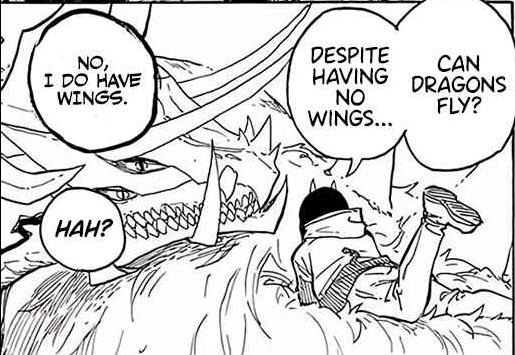 CAN
DRAGONS
FLY?
DESPITE
HAVING
NO
WINGS...
HAH?
NO,
I DO HAVE
WINGS.